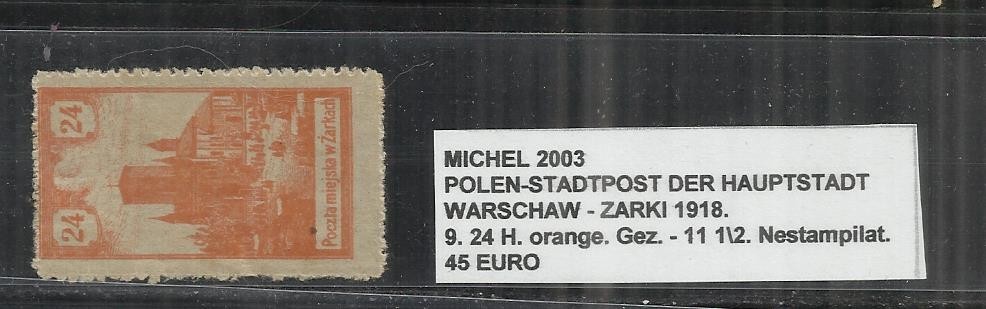 24
24
Poczta miejska w Żarkach
MICHEL 2003
POLEN-STADTPOST DER HAUPTSTADT
WARSCHAW - ZARKI 1918.
9. 24 H. orange. Gez. - 11 1\2. Nestampilat.
45 EURO